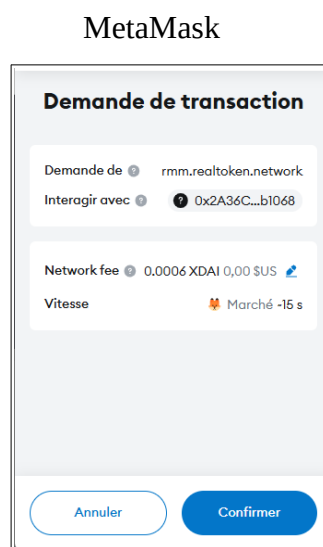 MetaMask
Demande de transaction
Demande de rmm.realtoken.network
Interagir avec 0x2A36C...b1068
Network fee 0.0006 XDAI 0,00 $US
Vitesse 🦊 Marché ~15 s
Annuler Confirmer